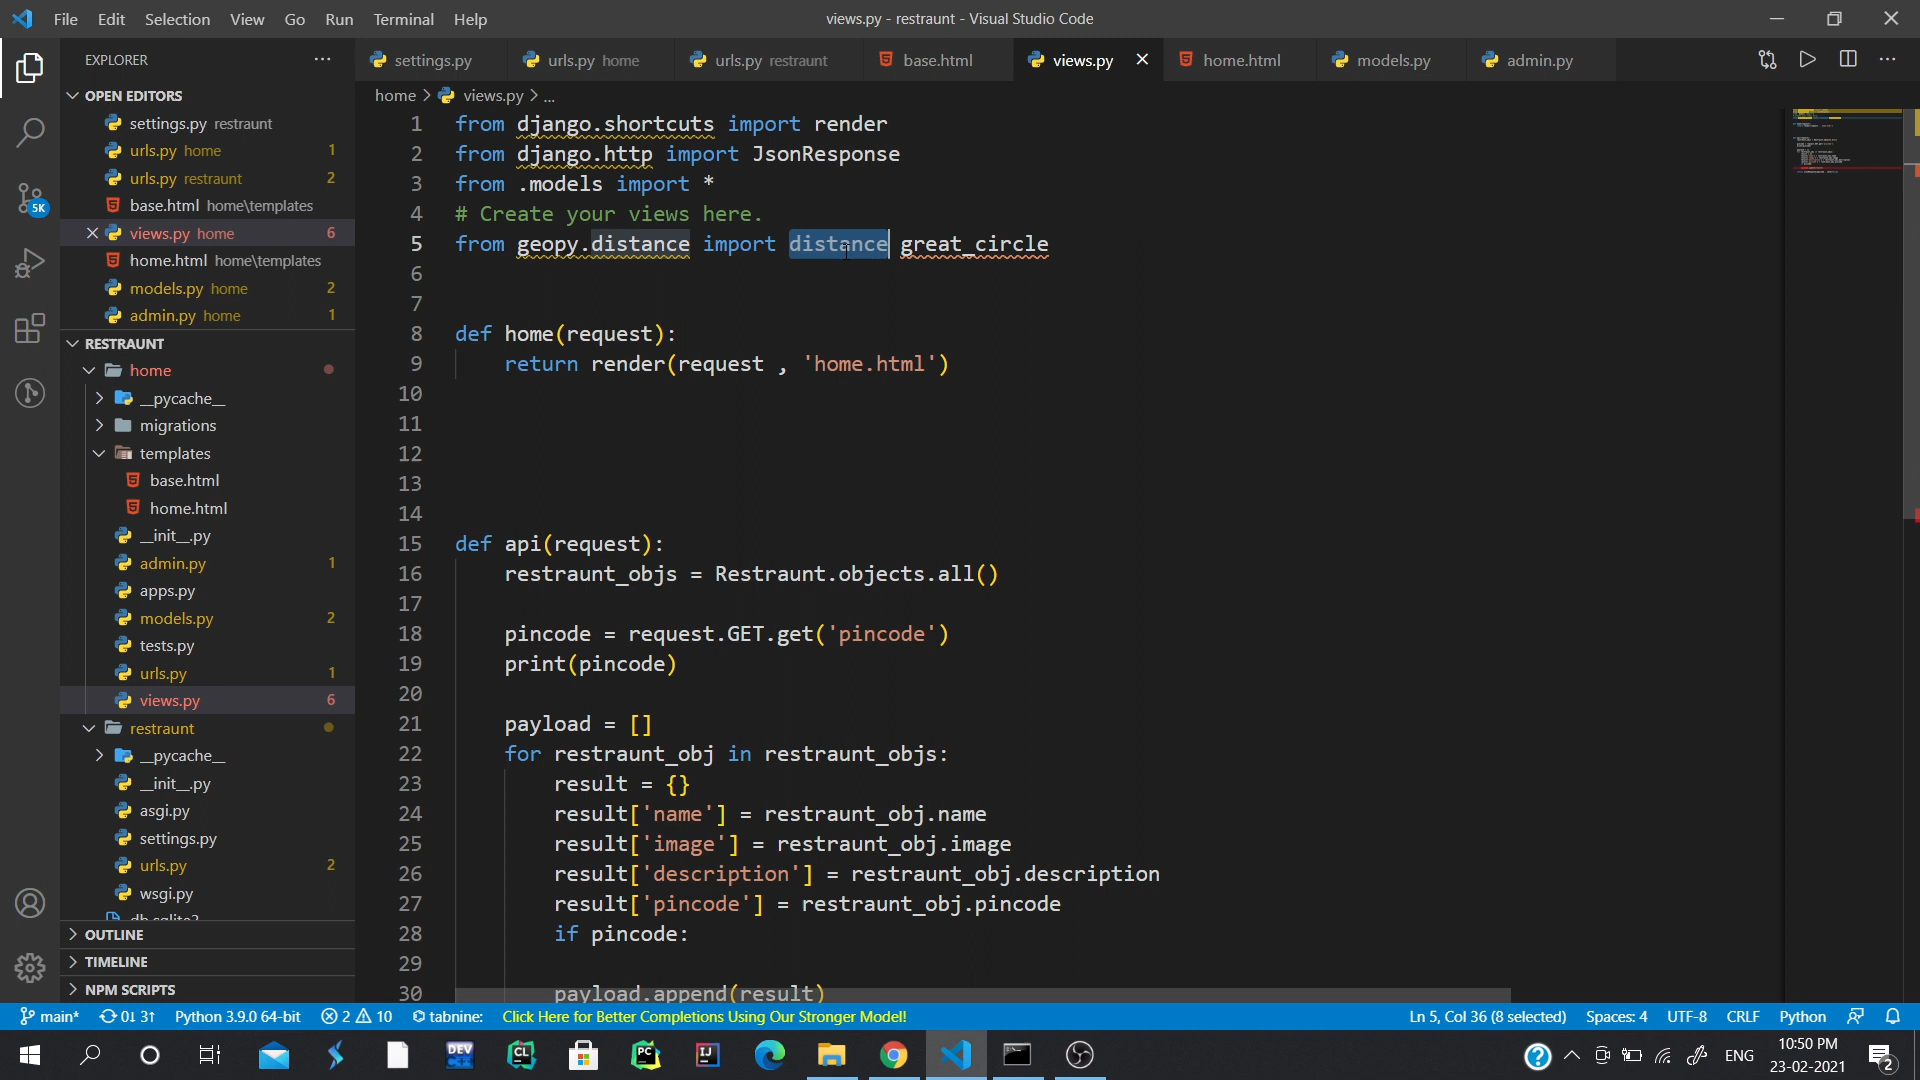 File Edit Selection View Go Run Terminal Help
views.py - restraunt - Visual Studio Code
EXPLORER
settings.py
urls.py home
urls.py restraunt
base.html
views.py
home.html
models.py
admin.py
OPEN EDITORS
home > views.py > ...
settings.py restraunt
urls.py home 1
urls.py restraunt 2
base.html home\templates
views.py home 6
home.html home\templates
models.py home 2
admin.py home 1
RESTRAUNT
home
__pycache__
migrations
templates
base.html
home.html
__init__.py
admin.py 1
apps.py
models.py 2
tests.py
urls.py 1
views.py 6
restraunt
__pycache__
__init__.py
asgi.py
settings.py
urls.py 2
wsgi.py
OUTLINE
TIMELINE
NPM SCRIPTS
5K
1 from django.shortcuts import render
2 from django.http import JsonResponse
3 from .models import *
4 # Create your views here.
5 from geopy.distance import distance great_circle
6
7
8 def home(request):
9 return render(request , 'home.html')
10
11
12
13
14
15 def api(request):
16 restraunt_objs = Restraunt.objects.all()
17
18 pincode = request.GET.get('pincode')
19 print(pincode)
20
21 payload = []
22 for restraunt_obj in restraunt_objs:
23 result = {}
24 result['name'] = restraunt_obj.name
25 result['image'] = restraunt_obj.image
26 result['description'] = restraunt_obj.description
27 result['pincode'] = restraunt_obj.pincode
28 if pincode:
29
30 payload.append(result)
main* 0↓ 3↑ Python 3.9.0 64-bit 2 10 tabnine: Click Here for Better Completions Using Our Stronger Model! Ln 5, Col 36 (8 selected) Spaces: 4 UTF-8 CRLF Python
DEV C++
CL
PC
IJ
ENG
10:50 PM
23-02-2021
2